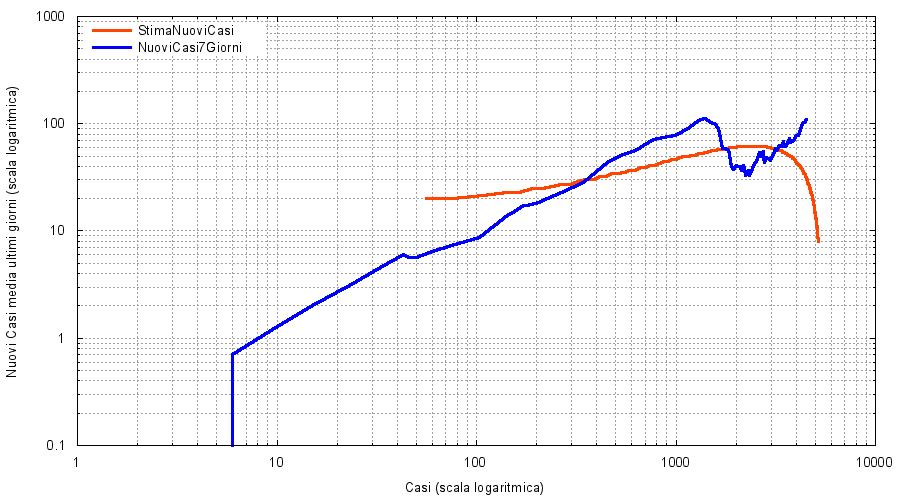 1000
StimaNuoviCasi
NuoviCasi7Giorni
100
10
1
0.1
Nuovi Casi media ultimi giorni (scala logaritmica)
1
10
100
1000
10000
Casi (scala logaritmica)